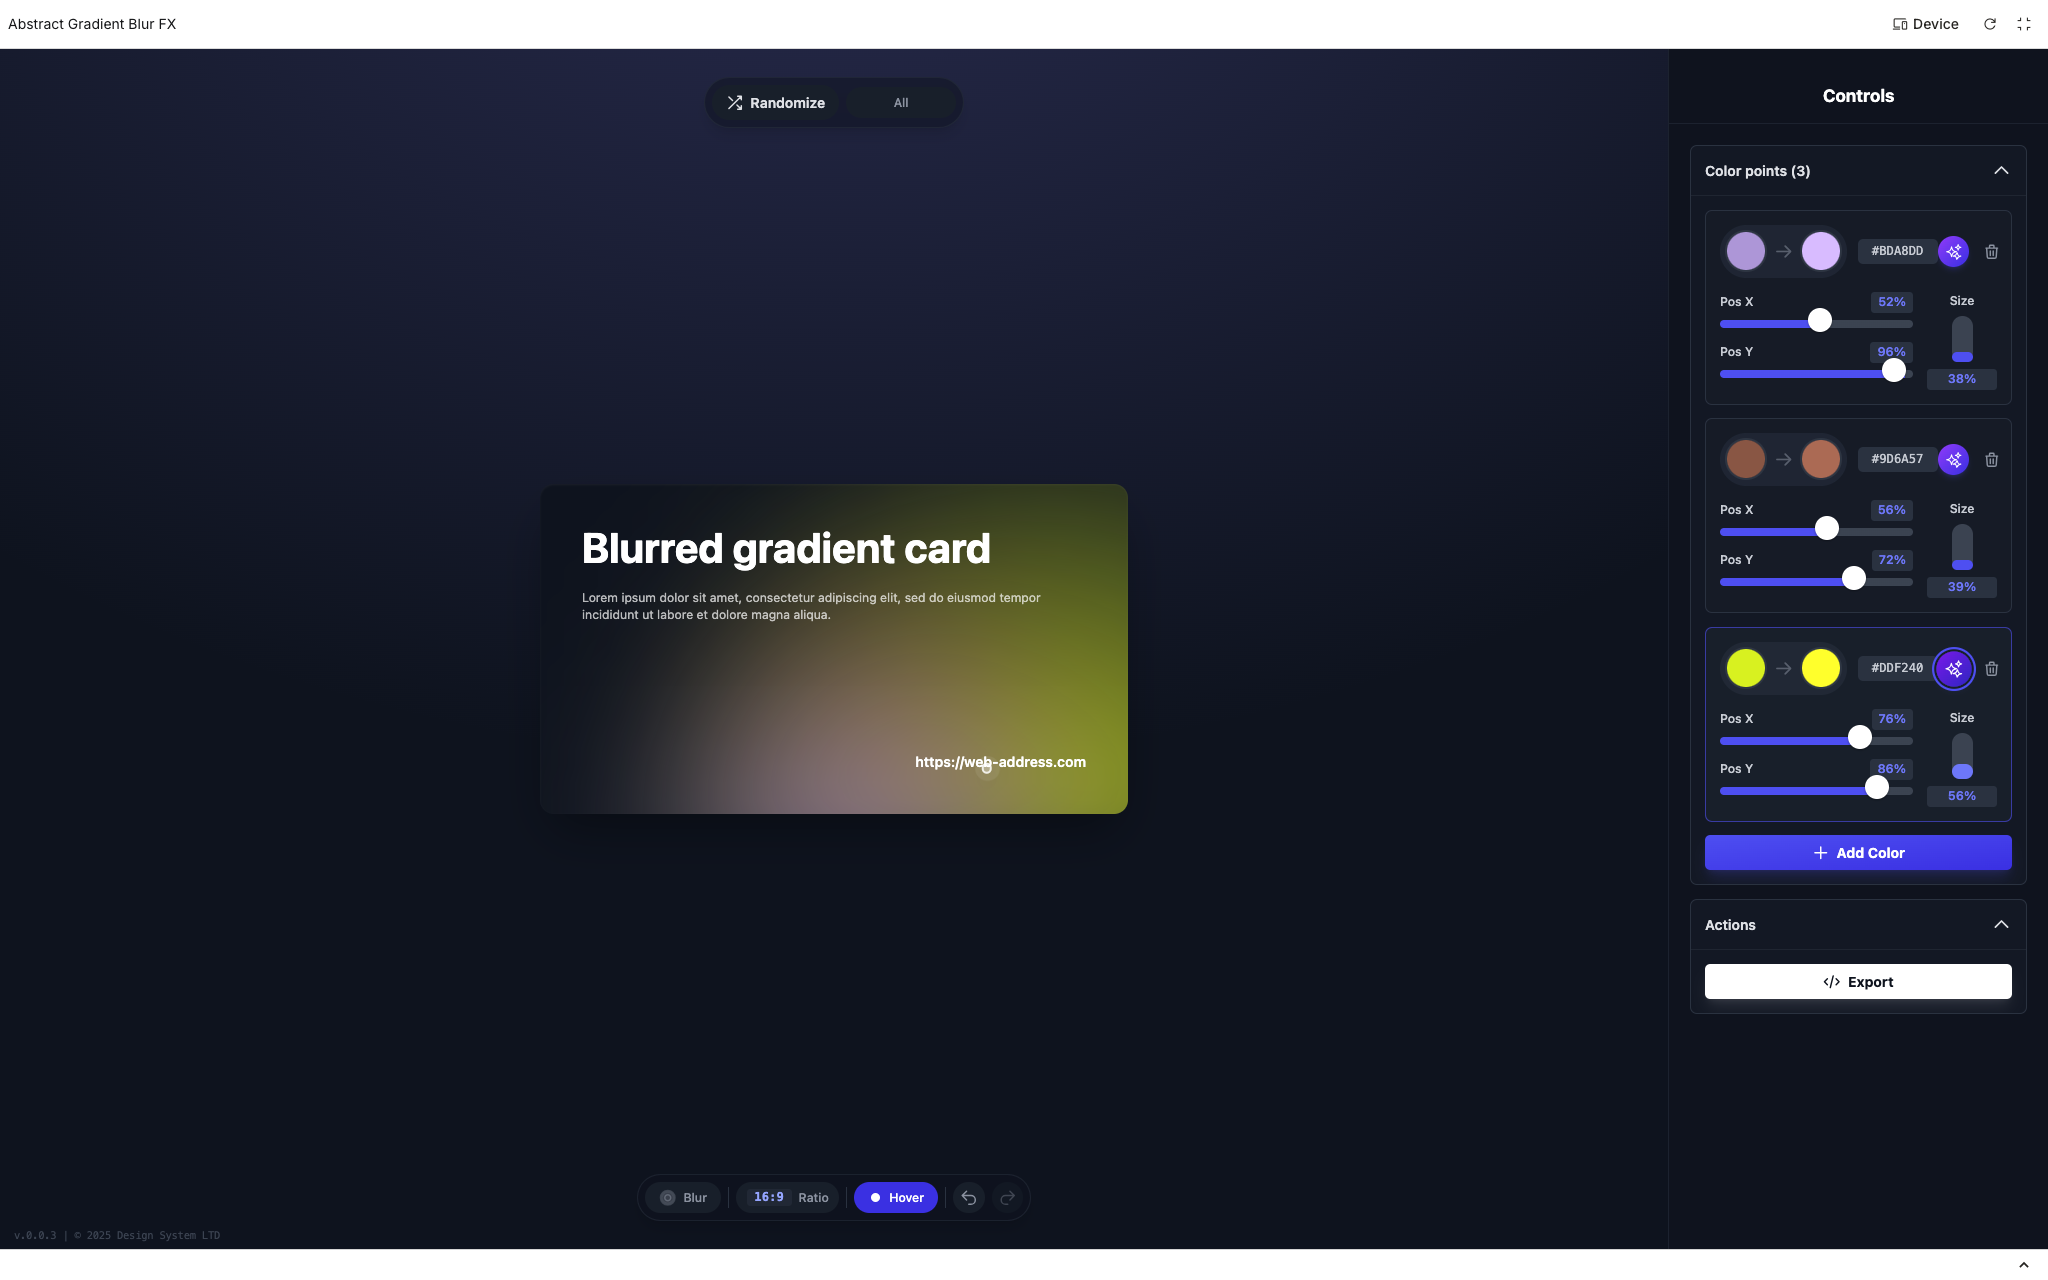 Abstract Gradient Blur FX
Device
Randomize
All
Blurred gradient card
Lorem ipsum dolor sit amet, consectetur adipiscing elit, sed do eiusmod tempor
incididunt ut labore et dolore magna aliqua.
https://web-address.com
Blur
16:9 Ratio
Hover
v.0.0.3 | © 2025 Design System LTD
Controls
Color points (3)
#BDA8DD
Pos X
52%
Size
Pos Y
96%
38%
#9D6A57
Pos X
56%
Size
Pos Y
72%
39%
#DDF240
Pos X
76%
Size
Pos Y
86%
56%
Add Color
Actions
</> Export